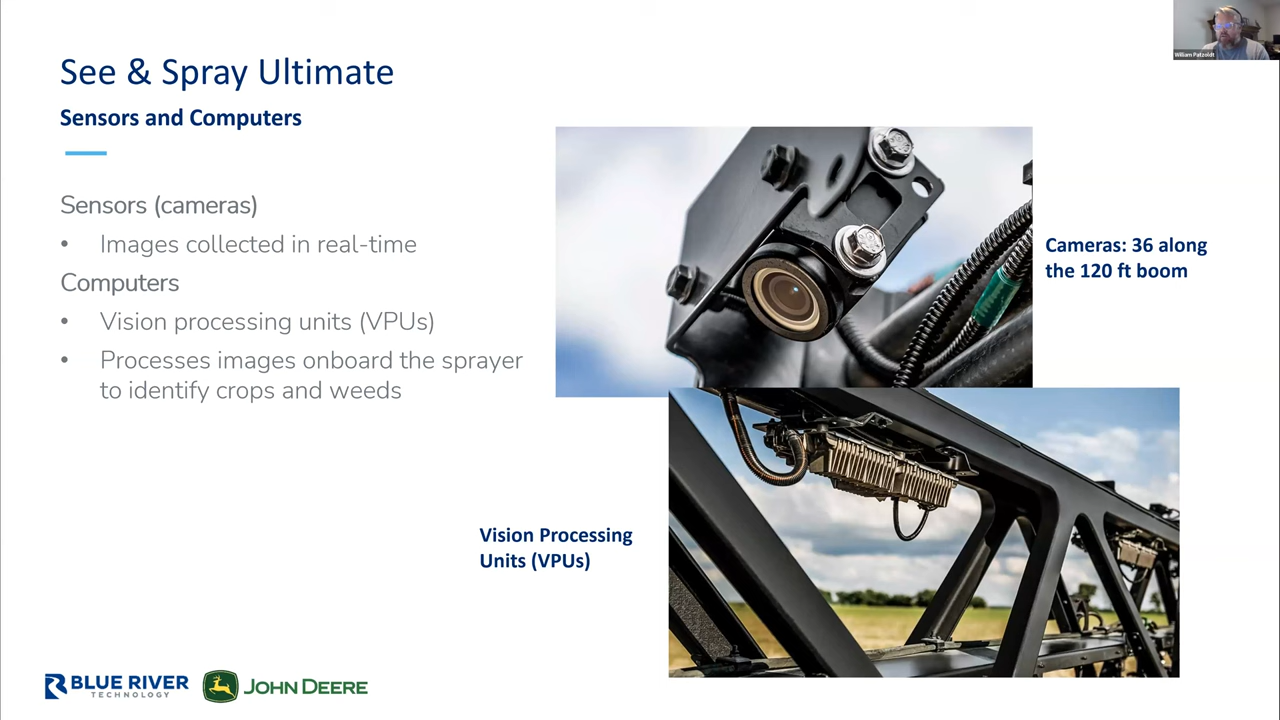 See & Spray Ultimate
Sensors and Computers
Sensors (cameras)
• Images collected in real-time
Computers
• Vision processing units (VPUs)
• Processes images onboard the sprayer
to identify crops and weeds
Cameras: 36 along
the 120 ft boom
Vision Processing
Units (VPUs)
BLUE RIVER
TECHNOLOGY
JOHN DEERE
William Patzoldt